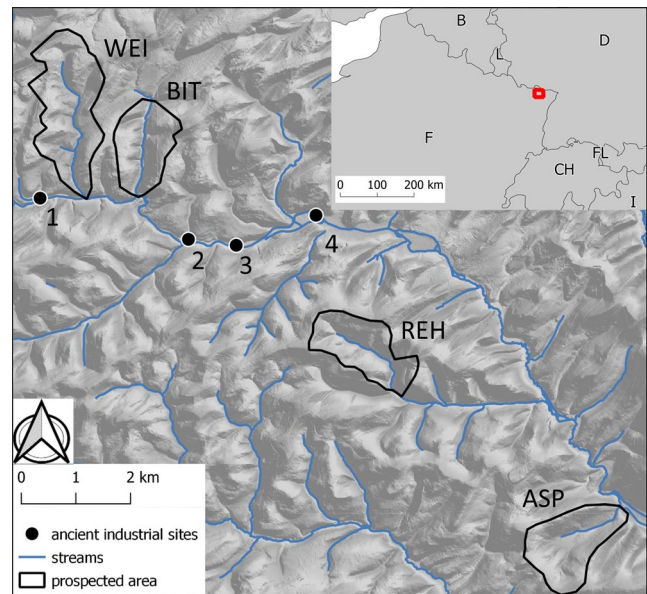 WEI
BIT
1
2
3
4
REH
ASP
B
L
D
F
CH
FL
I
0 100 200 km
0 1 2 km
ancient industrial sites
streams
prospected area